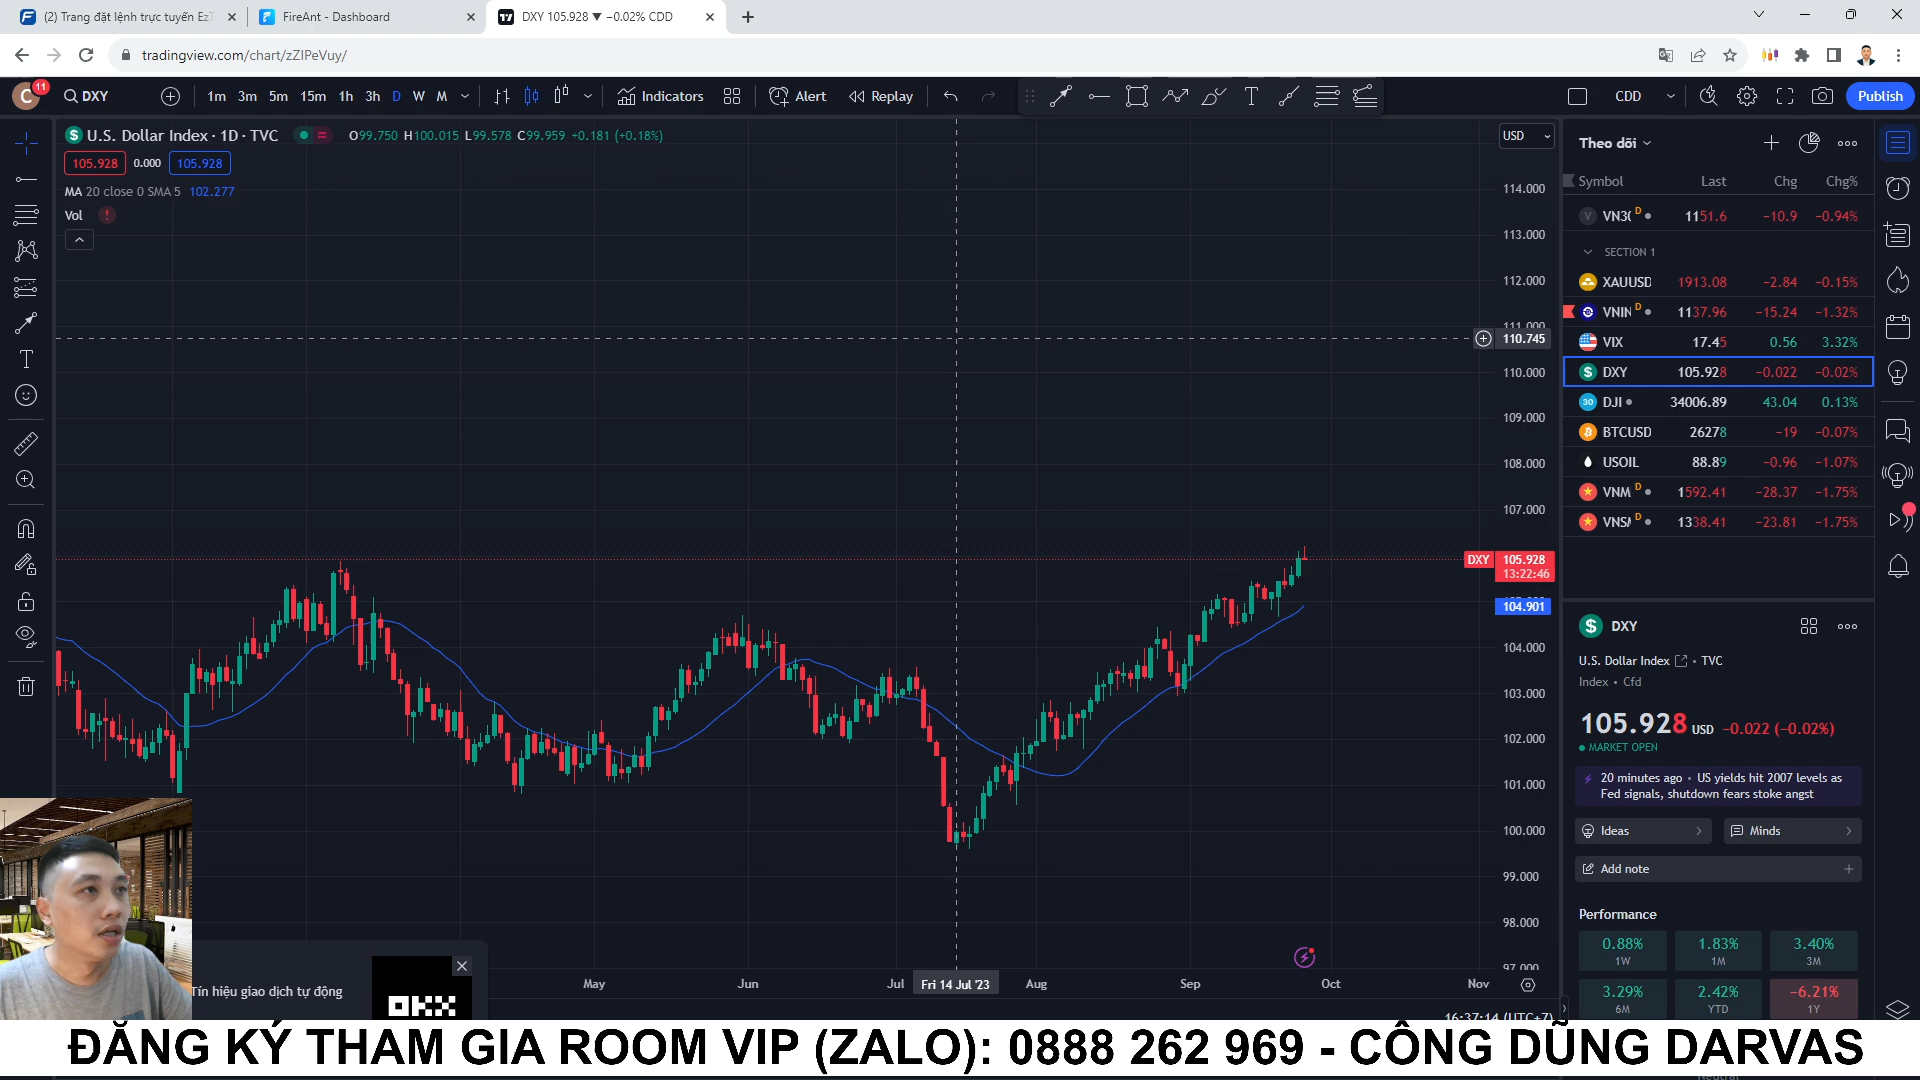 (2) Trang đặt lệnh trực tuyến EzT
FireAnt - Dashboard
DXY 105.928 ▼ −0.02% CDD
tradingview.com/chart/zZIPeVuy/
C 11 DXY 1m 3m 5m 15m 1h 3h D W M Indicators Alert Replay CDD Publish
U.S. Dollar Index · 1D · TVC O99.750 H100.015 L99.578 C99.959 +0.181 (+0.18%)
105.928 0.000 105.928
MA 20 close 0 SMA 5 102.277
Vol
USD
114.000
113.000
112.000
111.000
110.745
110.000
109.000
108.000
107.000
DXY 105.928
13:22:46
104.901
104.000
103.000
102.000
101.000
100.000
99.000
98.000
97.000
May Jun Jul Fri 14 Jul '23 Aug Sep Oct Nov
16:37:14 (UTC+7)
Theo dõi
Symbol Last Chg Chg%
VN3 D 1151.6 −10.9 −0.94%
SECTION 1
XAUUSD 1913.08 −2.84 −0.15%
VNIN D 1137.96 −15.24 −1.32%
VIX 17.45 0.56 3.32%
DXY 105.928 −0.022 −0.02%
30 DJI 34006.89 43.04 0.13%
BTCUSD 26278 −19 −0.07%
USOIL 88.89 −0.96 −1.07%
VNM D 1592.41 −28.37 −1.75%
VNS D 1338.41 −23.81 −1.75%
DXY
U.S. Dollar Index • TVC
Index • Cfd
105.928 USD −0.022 (−0.02%)
MARKET OPEN
20 minutes ago • US yields hit 2007 levels as
Fed signals, shutdown fears stoke angst
Ideas Minds
Add note
Performance
0.88% 1.83% 3.40%
1W 1M 3M
3.29% 2.42% −6.21%
6M YTD 1Y
Tín hiệu giao dịch tự động
OKX
ĐĂNG KÝ THAM GIA ROOM VIP (ZALO): 0888 262 969 - CÔNG DŨNG DARVAS